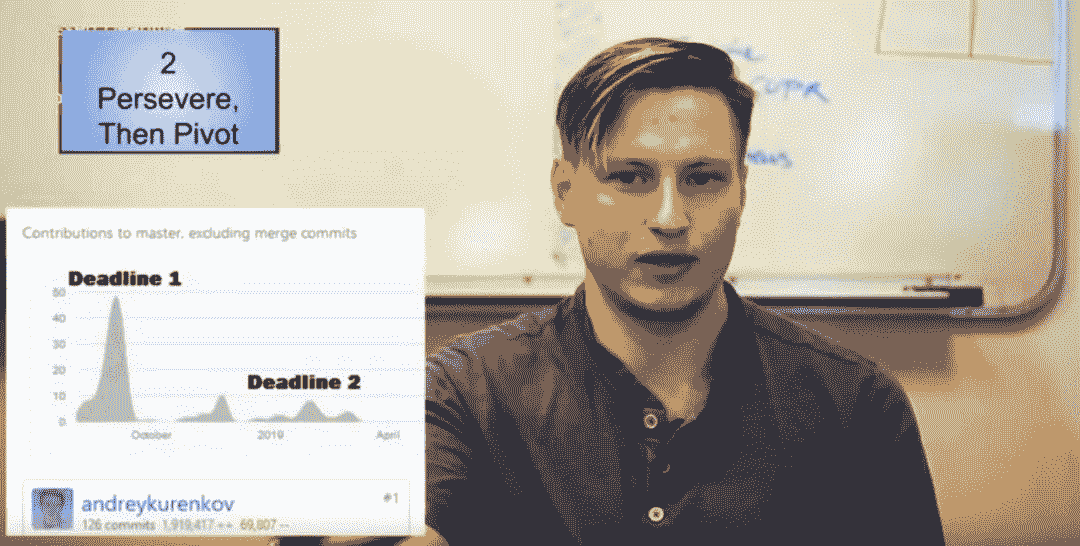 2
Persevere,
Then Pivot
Contributions to master, excluding merge commits
Deadline 1
50
40
30
20
10
0
Deadline 2
October
2019
April
andreykurenkov
#1
126 commits 1,919,417 ++ 69,807 --